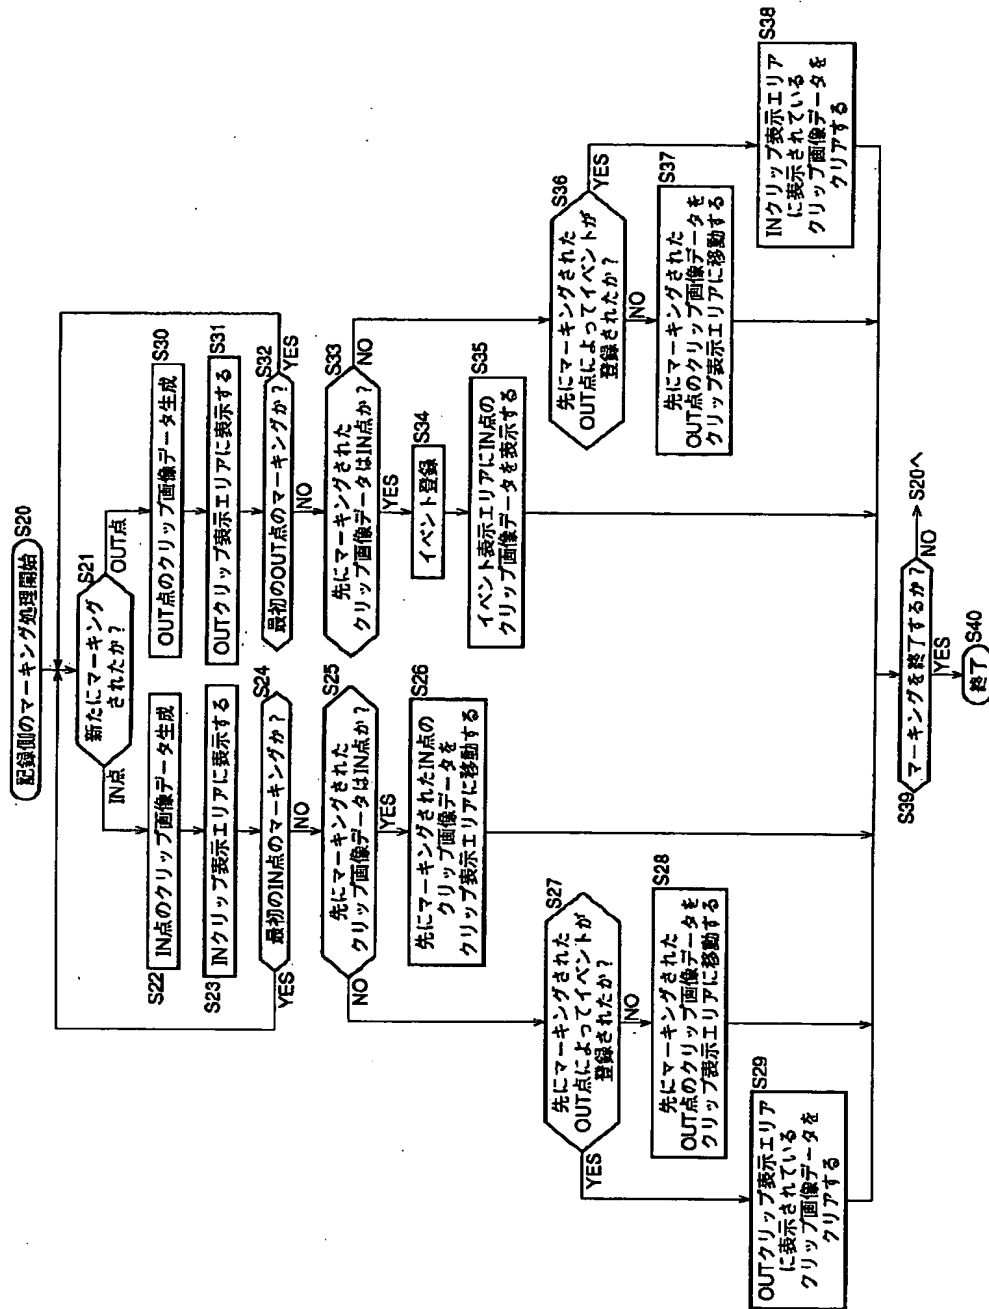 記録側のマーキング処理開始
S20
新たにマーキング
されたか?
S21
IN点
OUT点
S22
IN点のクリップ画像データ生成
S23
INクリップ表示エリアに表示する
S24
最初のIN点のマーキングか?
YES
NO
S25
先にマーキングされた
クリップ画像データはIN点か?
NO
YES
S26
先にマーキングされたIN点の
クリップ画像データを
クリップ表示エリアに移動する
S27
先にマーキングされた
OUT点によってイベントが
登録されたか?
YES
NO
S28
先にマーキングされた
OUT点のクリップ画像データを
クリップ表示エリアに移動する
S29
OUTクリップ表示エリア
に表示されている
クリップ画像データを
クリアする
S30
OUT点のクリップ画像データ生成
S31
OUTクリップ表示エリアに表示する
S32
最初のOUT点のマーキングか?
YES
NO
S33
先にマーキングされた
クリップ画像データはIN点か?
NO
YES
S34
イベント登録
S35
イベント表示エリアにIN点の
クリップ画像データを表示する
S36
先にマーキングされた
OUT点によってイベントが
登録されたか?
YES
NO
S37
先にマーキングされた
OUT点のクリップ画像データを
クリップ表示エリアに移動する
S38
INクリップ表示エリア
に表示されている
クリップ画像データを
クリアする
S39
マーキングを終了するか?
NO
S20へ
YES
終了
S40